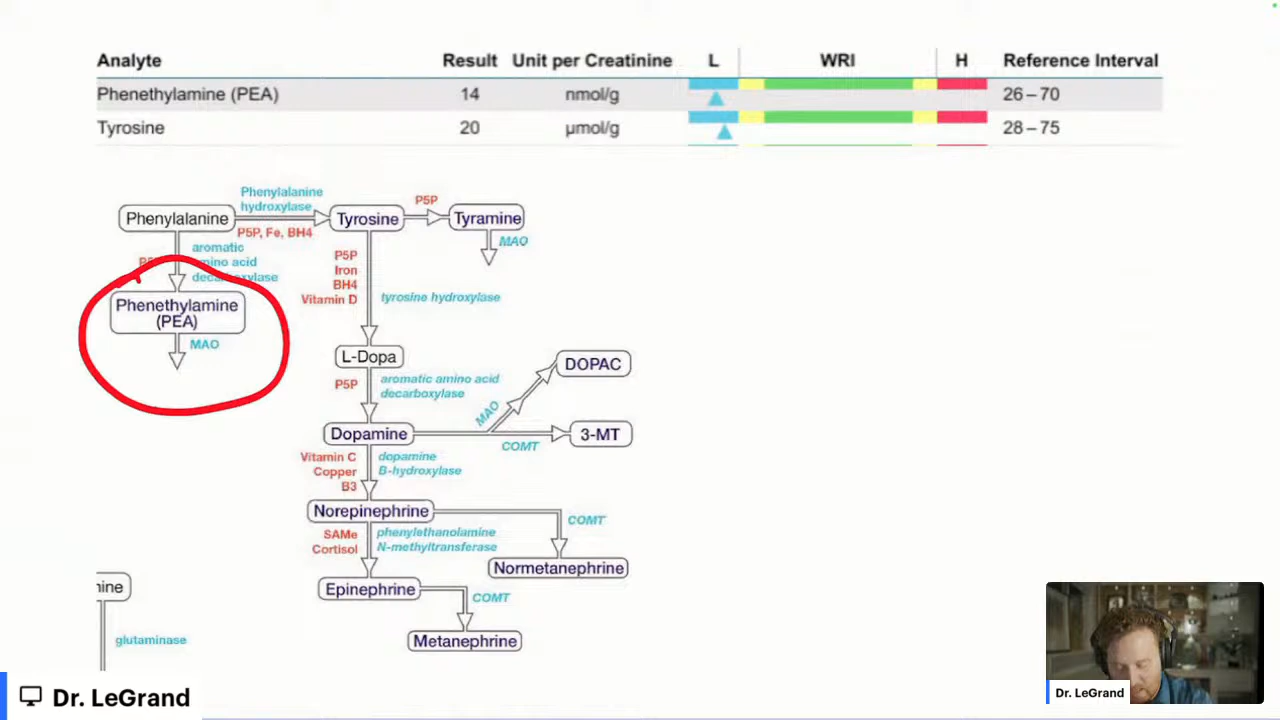 Analyte Result Unit per Creatinine L WRI H Reference Interval
Phenethylamine (PEA) 14 nmol/g 26 – 70
Tyrosine 20 µmol/g 28 – 75
Phenylalanine
hydroxylase
P5P
Phenylalanine
Tyrosine
Tyramine
P5P, Fe, BH4
MAO
aromatic
amino acid
decarboxylase
P5P
Iron
BH4
Vitamin D
tyrosine hydroxylase
Phenethylamine
(PEA)
MAO
L-Dopa
DOPAC
P5P
aromatic amino acid
decarboxylase
MAO
Dopamine
3-MT
COMT
Vitamin C
Copper
B3
dopamine
B-hydroxylase
Norepinephrine
COMT
SAMe
Cortisol
phenylethanolamine
N-methyltransferase
Normetanephrine
Epinephrine
COMT
Metanephrine
nine
glutaminase
Dr. LeGrand
Dr. LeGrand